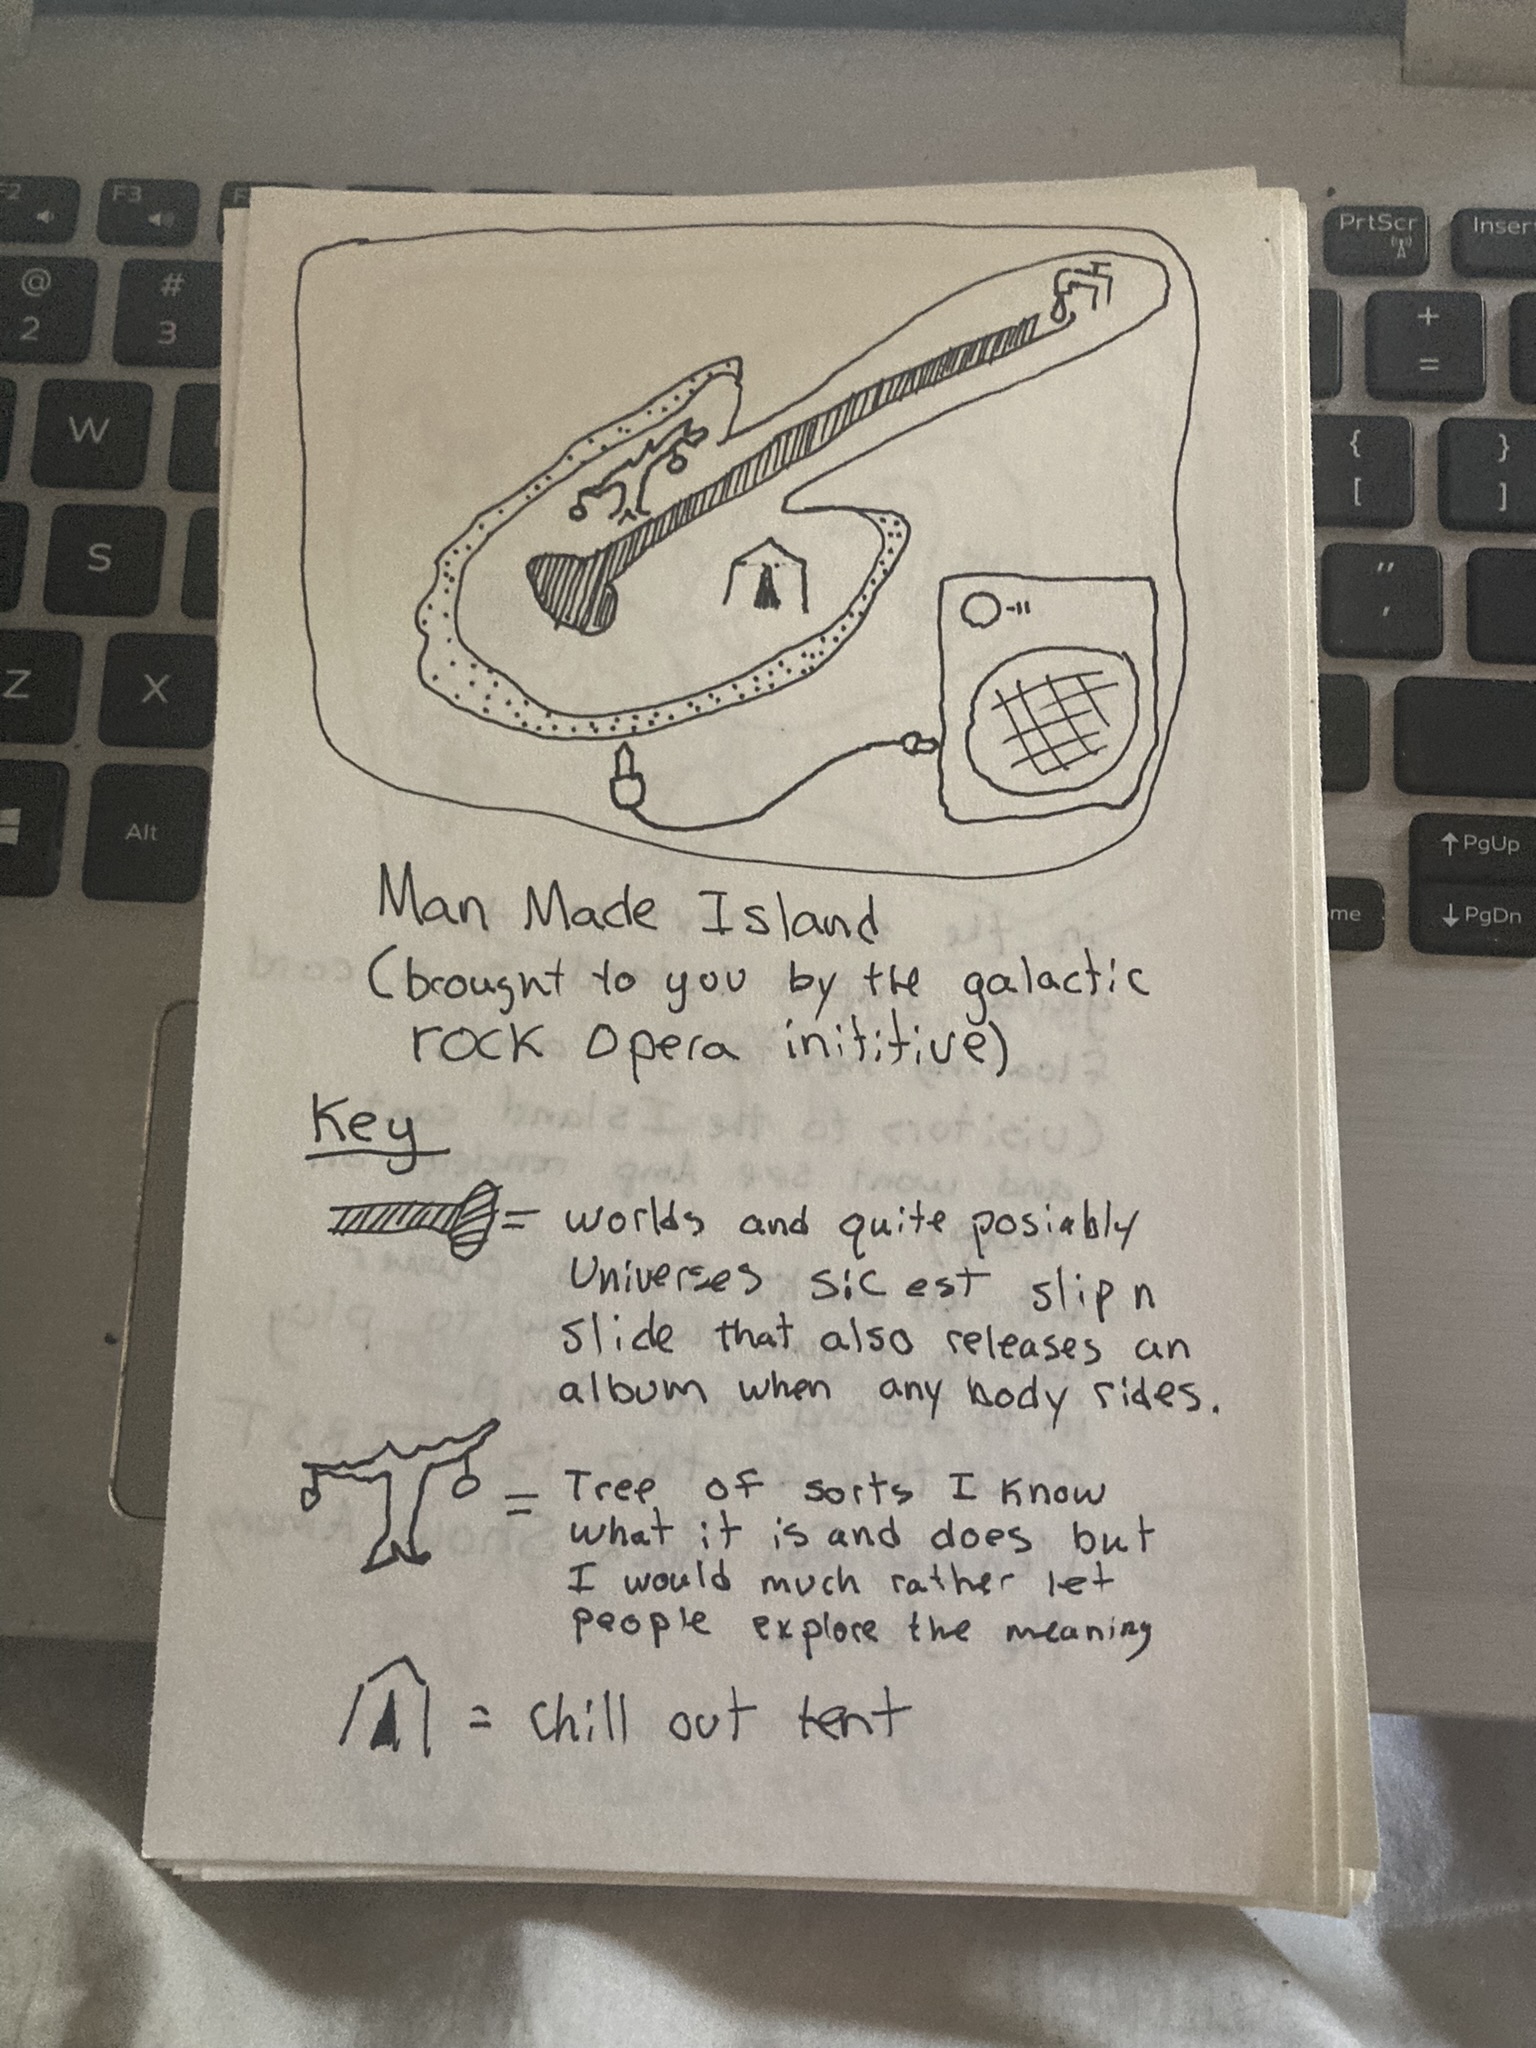 F2
F3
F
PrtScr
Inser
@
2
#
3
+
=
W
{
[
}
]
S
"
,
Z
X
Alt
PgUp
me
PgDn
Man Made Island
(brought to you by the galactic
rock opera inititive)
Key
= worlds and quite posiably
Universes sic est slip n
slide that also releases an
album when any body rides.
= Tree of sorts I know
what it is and does but
I would much rather let
people explore the meaning
= chill out tent